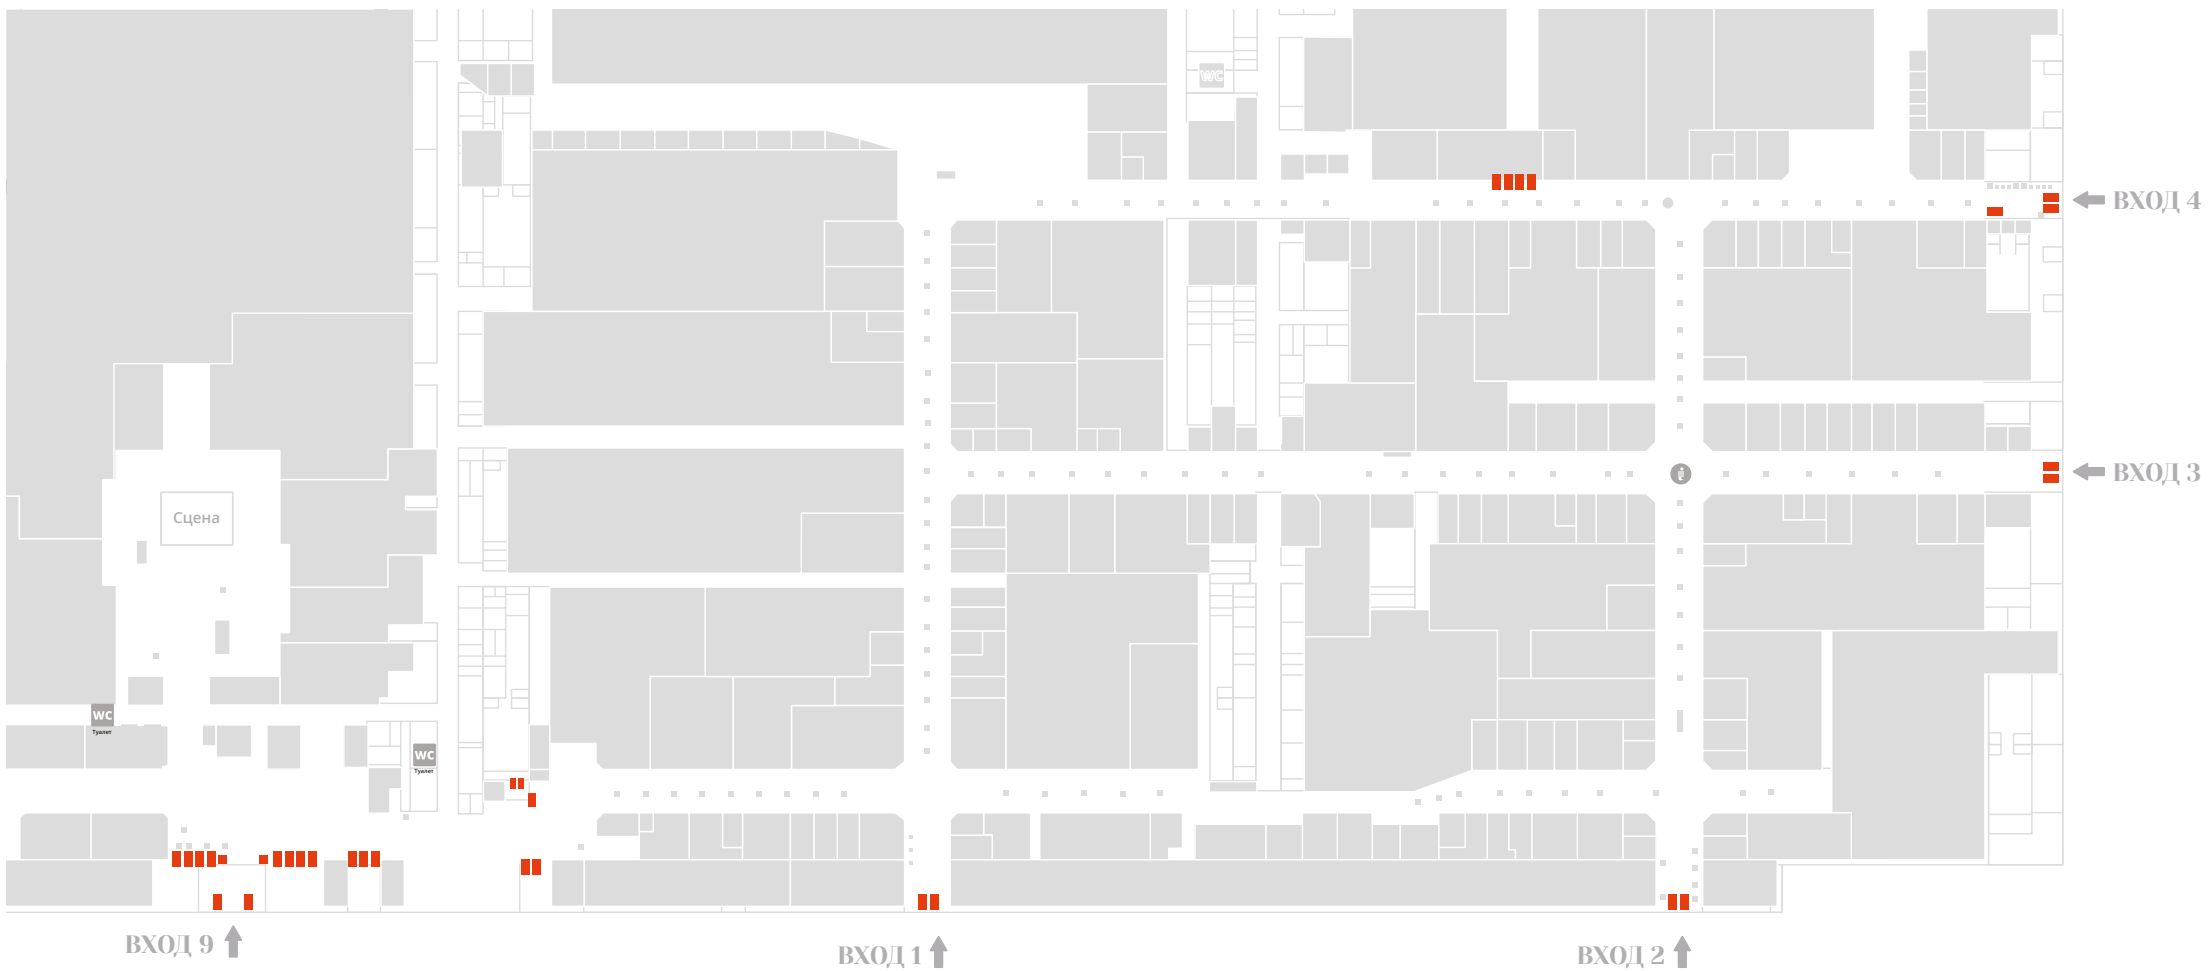 WC
ВХОД 4
ВХОД 3
Сцена
WC
Туалет
WC
Туалет
ВХОД 9
ВХОД 1
ВХОД 2